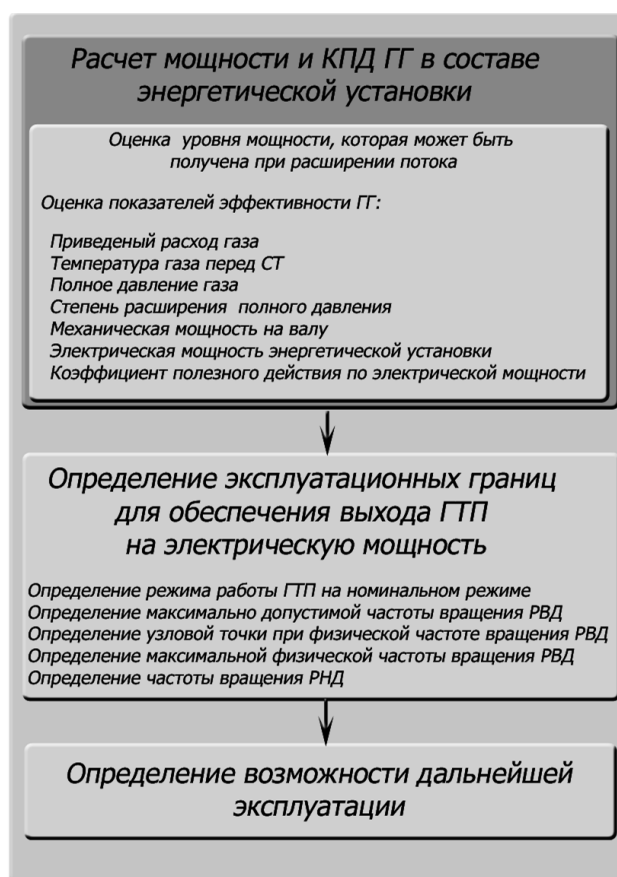 Расчет мощности и КПД ГГ в составе
энергетической установки
Оценка уровня мощности, которая может быть
получена при расширении потока
Оценка показателей эффективности ГГ:
Приведеный расход газа
Температура газа перед СТ
Полное давление газа
Степень расширения полного давления
Механическая мощность на валу
Электрическая мощность энергетической установки
Коэффициент полезного действия по электрической мощности
Определение эксплуатационных границ
для обеспечения выхода ГТП
на электрическую мощность
Определение режима работы ГТП на номинальном режиме
Определение максимально допустимой частоты вращения РВД
Определение узловой точки при физической частоте вращения РВД
Определение максимальной физической частоты вращения РВД
Определение частоты вращения РНД
Определение возможности дальнейшей
эксплуатации